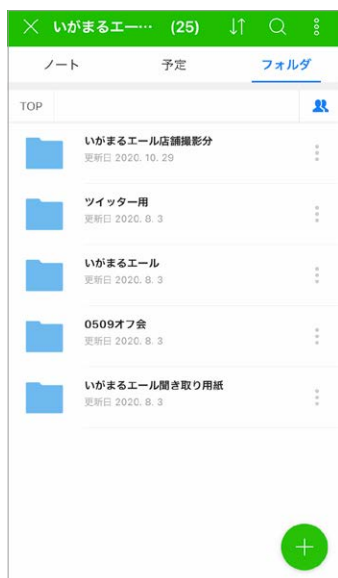 いがまるエー… (25)
ノート 予定 フォルダ
TOP
いがまるエール店舗撮影分
更新日 2020. 10. 29
ツイッター用
更新日 2020. 8. 3
いがまるエール
更新日 2020. 8. 3
0509オフ会
更新日 2020. 8. 3
いがまるエール聞き取り用紙
更新日 2020. 8. 3